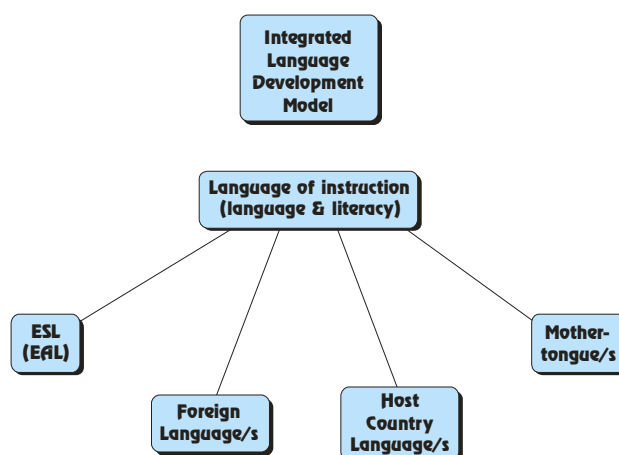 Integrated
Language
Development
Model
Language of instruction
(language & literacy)
ESL
(EAL)
Mother-
tongue/s
Foreign
Language/s
Host
Country
Language/s